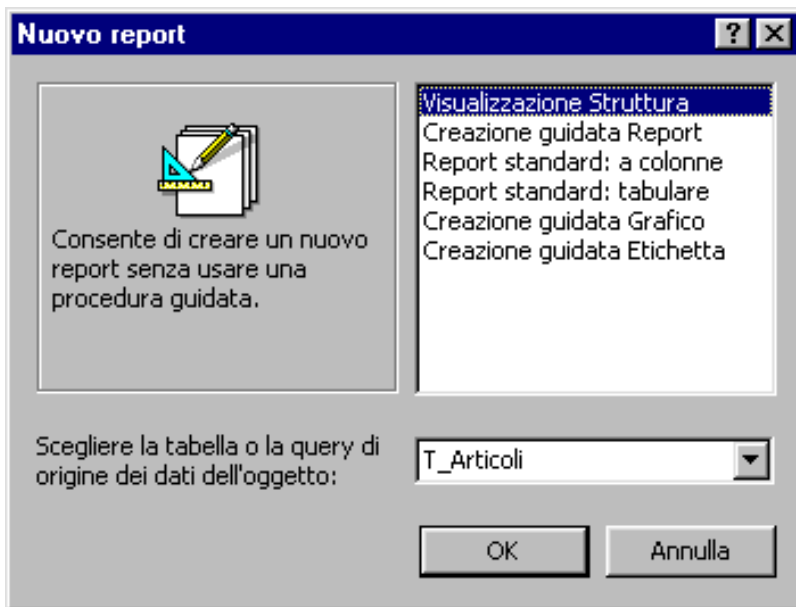 Nuovo report
Visualizzazione Struttura
Creazione guidata Report
Report standard: a colonne
Report standard: tabulare
Creazione guidata Grafico
Creazione guidata Etichetta
Consente di creare un nuovo
report senza usare una
procedura guidata.
Scegliere la tabella o la query di
origine dei dati dell'oggetto:
T_Articoli
OK
Annulla